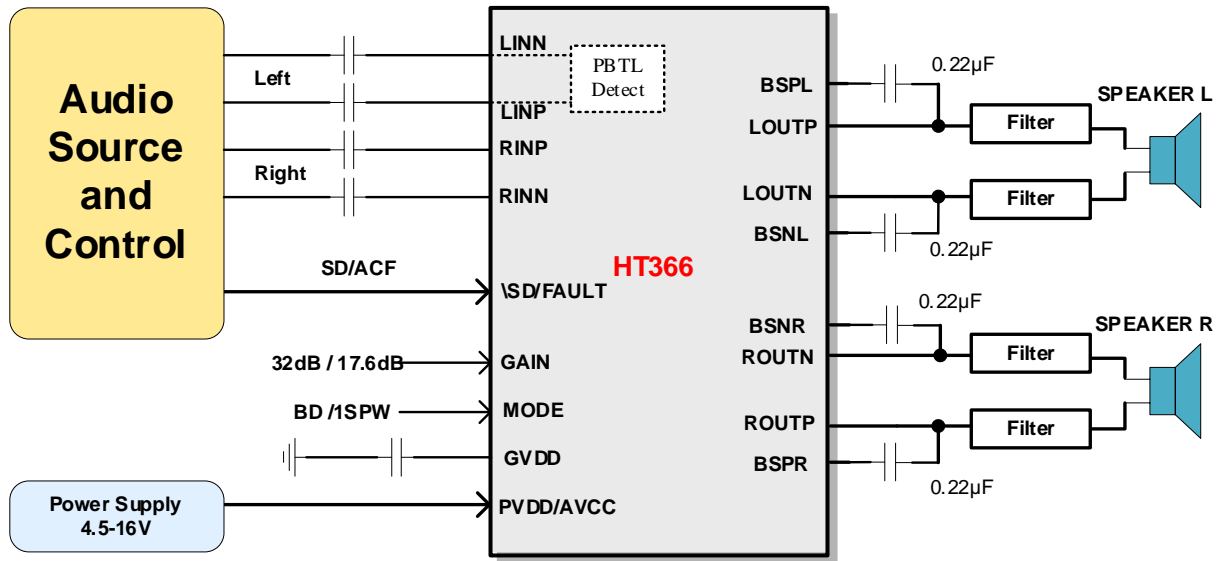 Audio
Source
and
Control
Left
Right
SD/ACF
32dB / 17.6dB
BD /1SPW
Power Supply
4.5-16V
LINN
LINP
PBTL
Detect
RINP
RINN
\SD/FAULT
GAIN
MODE
GVDD
PVDD/AVCC
HT366
BSPL
LOUTP
LOUTN
BSNL
BSNR
ROUTN
ROUTP
BSPR
0.22µF
Filter
Filter
0.22µF
SPEAKER L
0.22µF
Filter
Filter
0.22µF
SPEAKER R